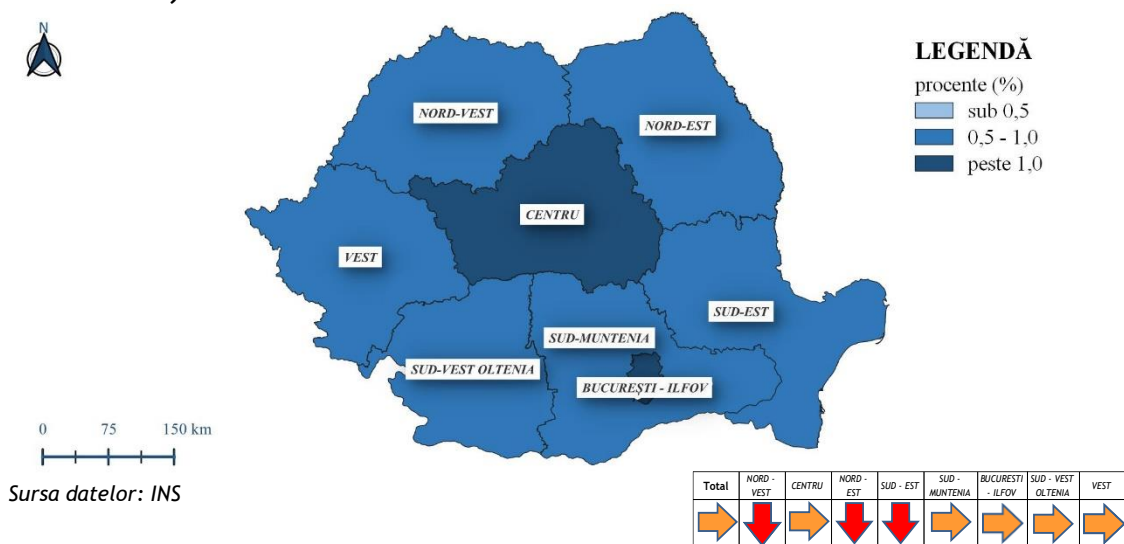 N
LEGENDĂ
procente (%)
sub 0,5
0,5 - 1,0
peste 1,0
NORD-VEST
NORD-EST
CENTRU
VEST
SUD-EST
SUD-MUNTENIA
SUD-VEST OLTENIA
BUCUREȘTI - ILFOV
0 75 150 km
Sursa datelor: INS
Total
NORD -
VEST
CENTRU
NORD -
EST
SUD - EST
SUD -
MUNTENIA
BUCURESTI
- ILFOV
SUD - VEST
OLTENIA
VEST